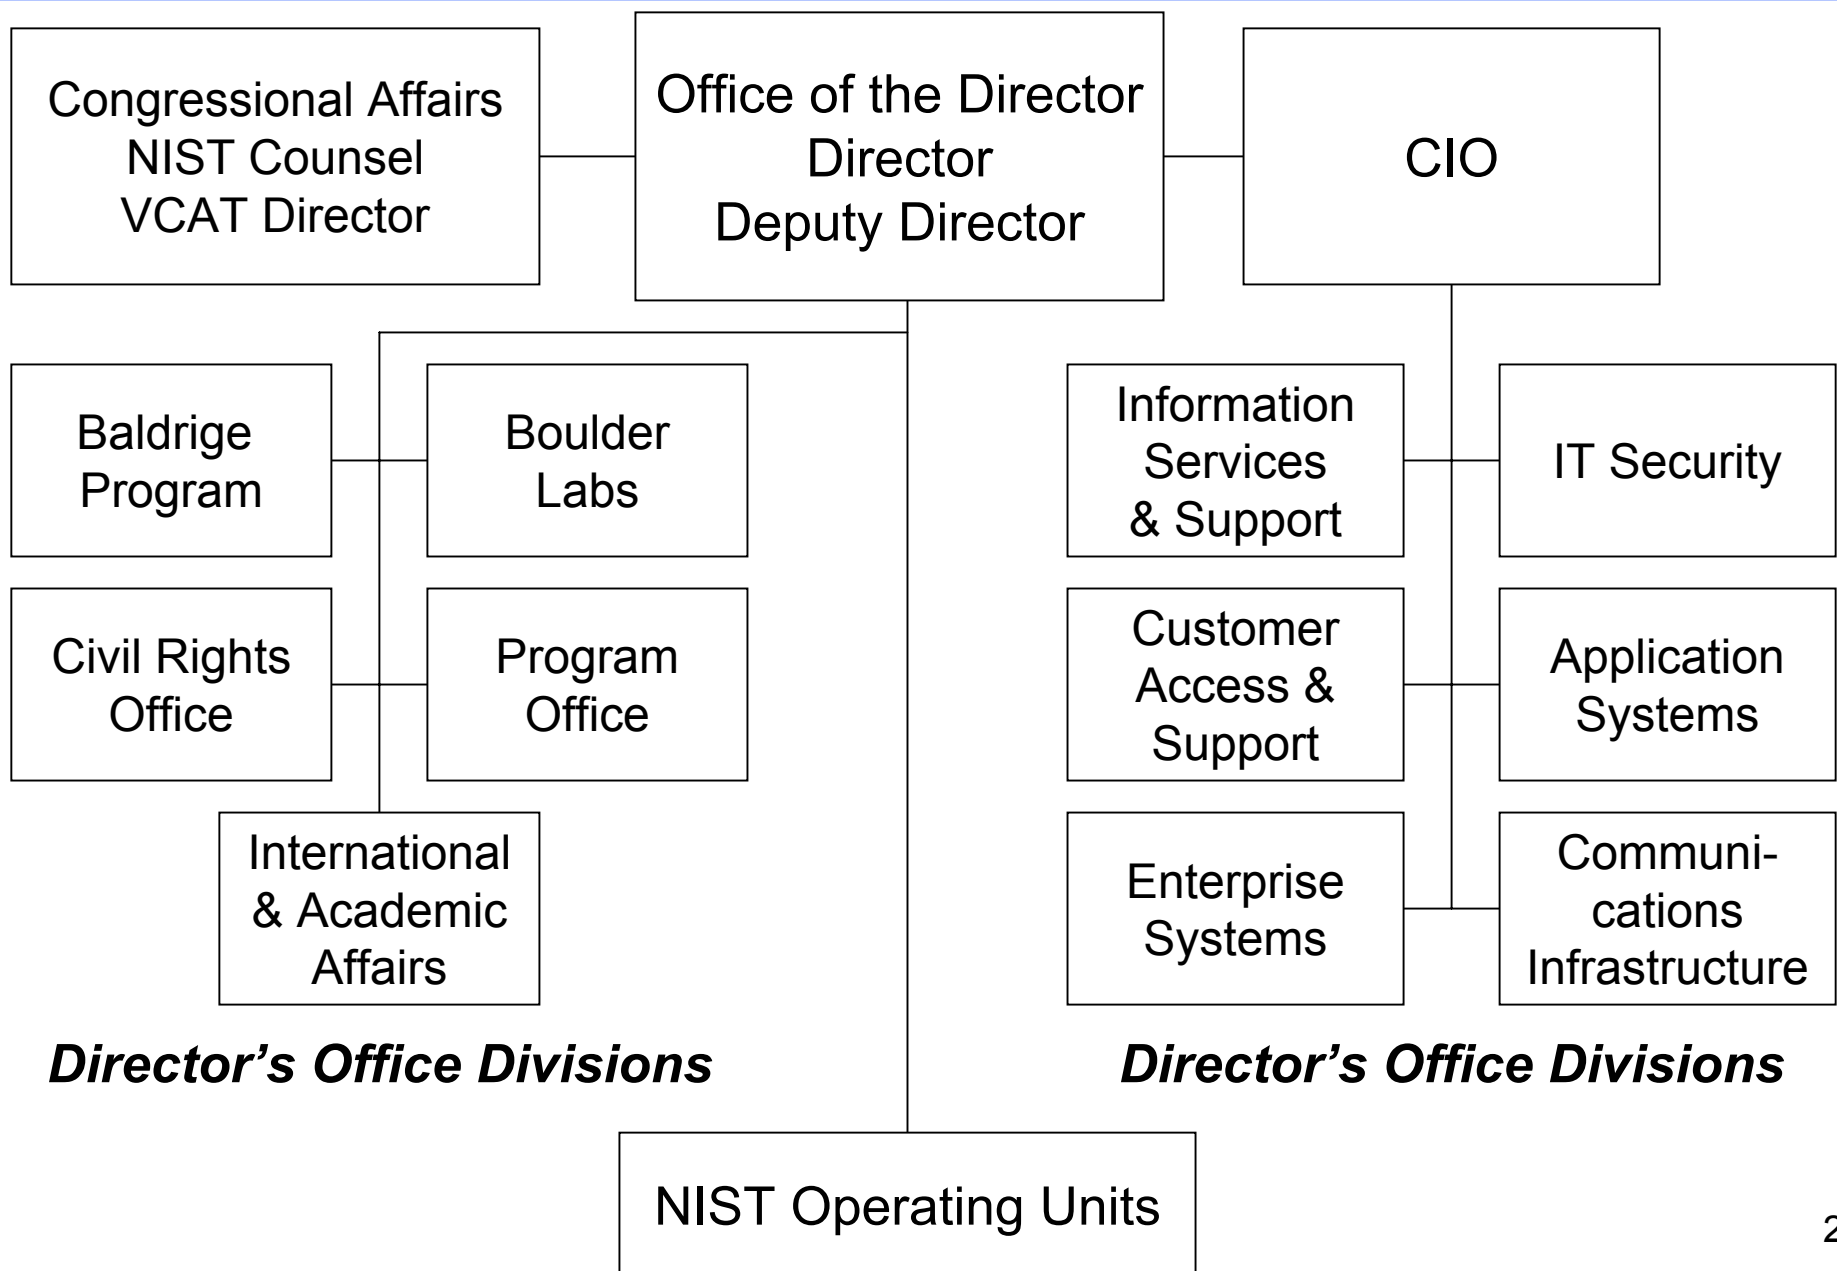 Congressional Affairs
NIST Counsel
VCAT Director
Office of the Director
Director
Deputy Director
CIO
Baldrige
Program
Boulder
Labs
Information
Services
& Support
IT Security
Civil Rights
Office
Program
Office
Customer
Access &
Support
Application
Systems
International
& Academic
Affairs
Enterprise
Systems
Communi-
cations
Infrastructure
Director’s Office Divisions
Director’s Office Divisions
NIST Operating Units
2